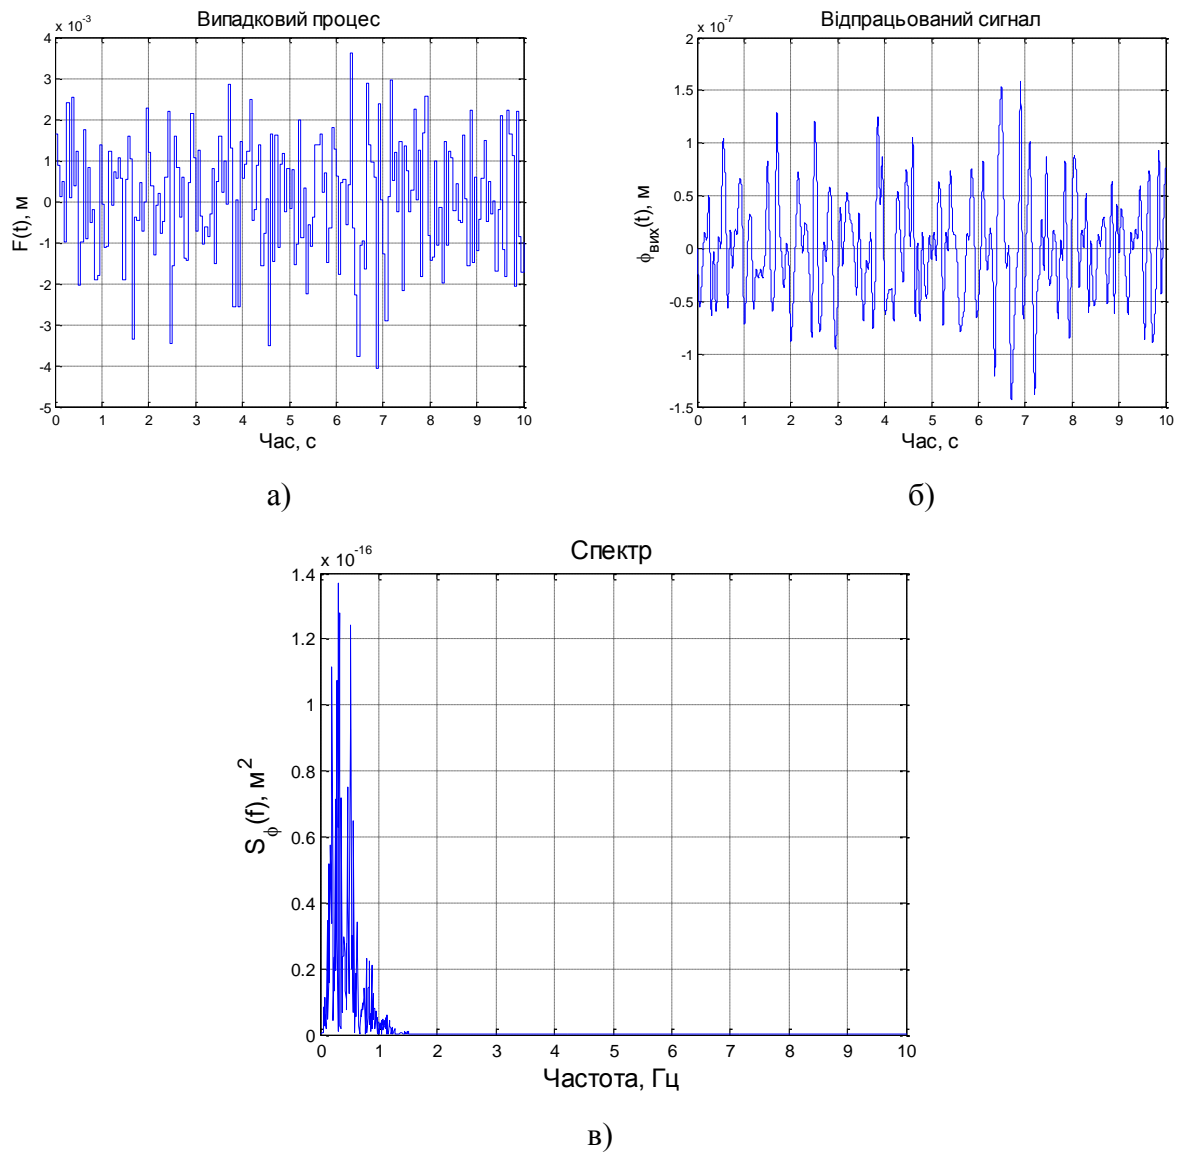 Випадковий процес
x 10-3
F(t), м
4
3
2
1
0
-1
-2
-3
-4
-5
0 1 2 3 4 5 6 7 8 9 10
Час, с
а)
Відпрацьований сигнал
x 10-7
ϕвих(t), м
2
1.5
1
0.5
0
-0.5
-1
-1.5
0 1 2 3 4 5 6 7 8 9 10
Час, с
б)
Спектр
x 10-16
Sϕ(f), м2
1.4
1.2
1
0.8
0.6
0.4
0.2
0
0 1 2 3 4 5 6 7 8 9 10
Частота, Гц
в)